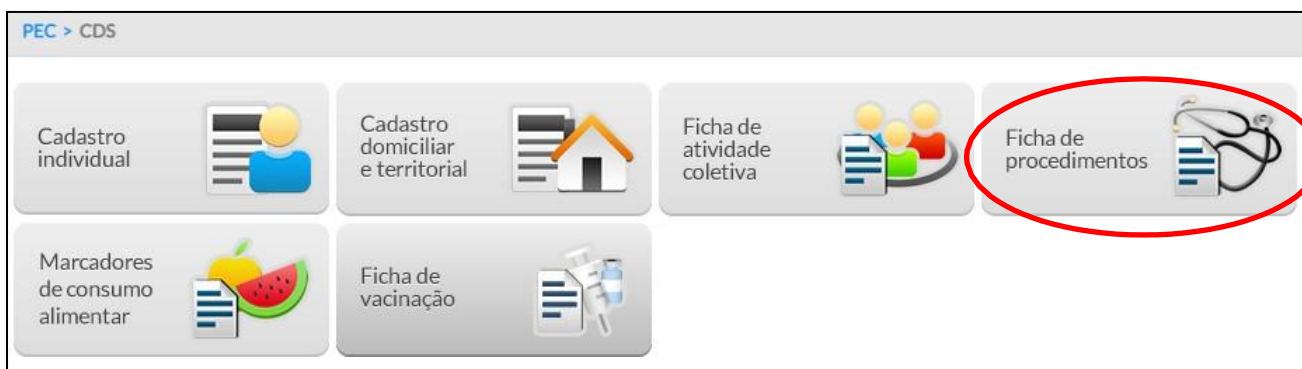 PEC > CDS
Cadastro
individual
Cadastro
domiciliar
e territorial
Ficha de
atividade
coletiva
Ficha de
procedimentos
Marcadores
de consumo
alimentar
Ficha de
vacinação